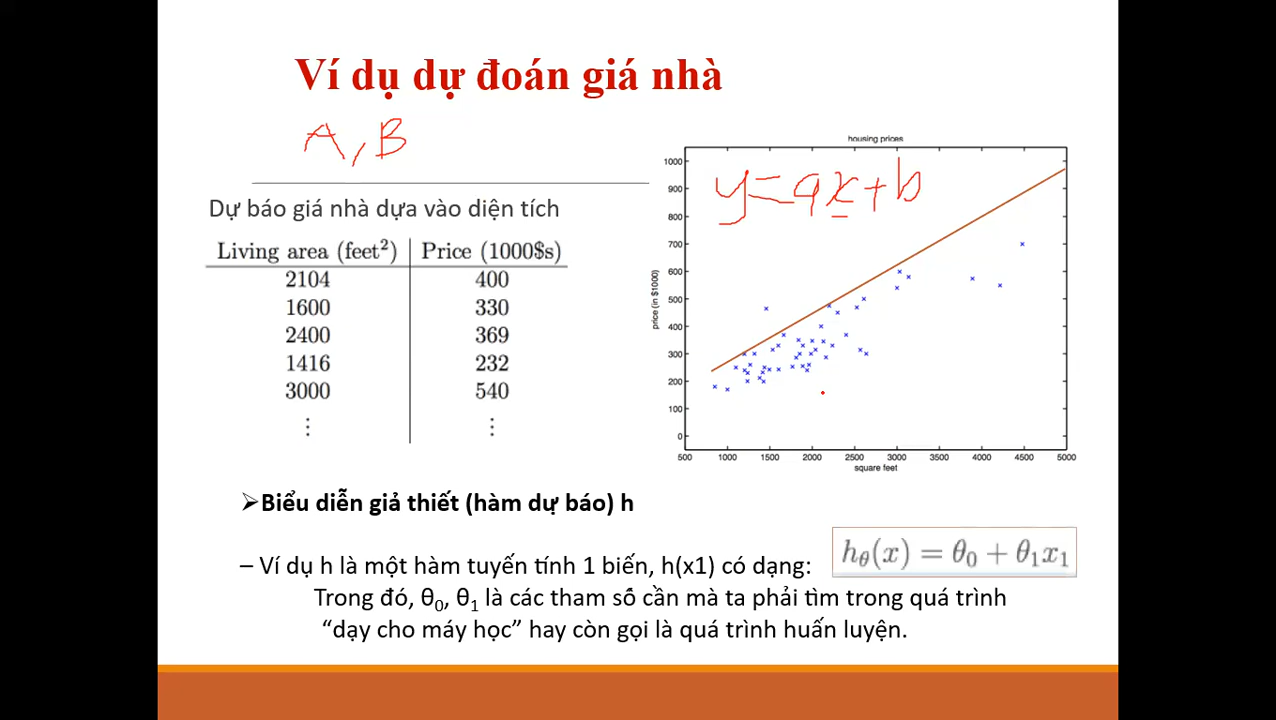 Ví dụ dự đoán giá nhà
A, B
Dự báo giá nhà dựa vào diện tích
Living area (feet²) Price (1000$s)
2104 400
1600 330
2400 369
1416 232
3000 540
⋮ ⋮
housing prices
y = ax + b
1000
900
800
700
600
500
400
300
200
100
0
price (in $1000)
500 1000 1500 2000 2500 3000 3500 4000 4500 5000
square feet
➢Biểu diễn giả thiết (hàm dự báo) h
– Ví dụ h là một hàm tuyến tính 1 biến, h(x1) có dạng: hθ(x) = θ0 + θ1x1
Trong đó, θ0, θ1 là các tham số cần mà ta phải tìm trong quá trình
“dạy cho máy học” hay còn gọi là quá trình huấn luyện.